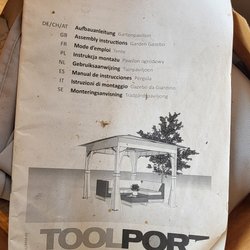 DE/CH/AT Aufbauanleitung Gartenpavillon
GB Assembly instructions Garden Gazebo
FR Mode d'emploi Tente
PL Instrukcja montażu Pawilon ogrodowy
NL Gebruiksaanwijzing Tuinpaviljoen
ES Manual de instrucciones Pérgola
IT Istruzioni di montaggio Gazebo da Giardino
SE Monteringsanvisning Trädgårdspaviljong
TOOLPORT